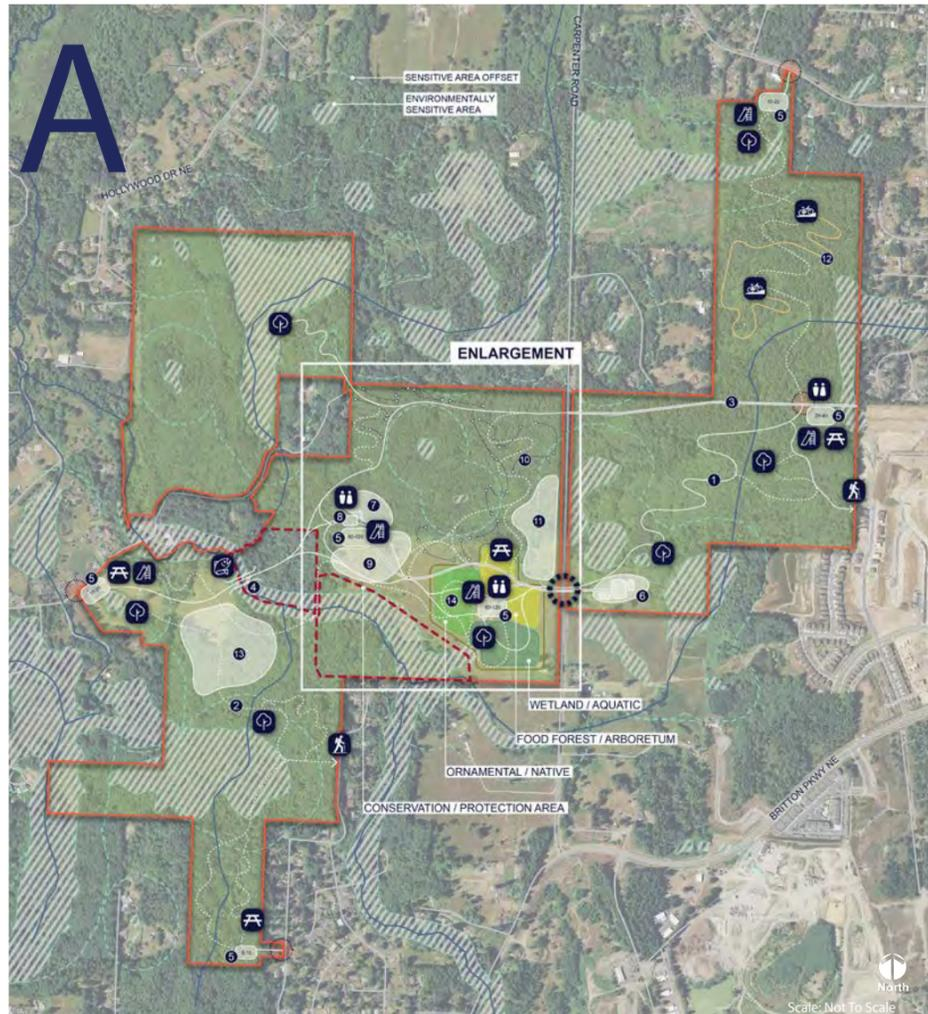 A
SENSITIVE AREA OFFSET
ENVIRONMENTALLY
SENSITIVE AREA
CARPENTER ROAD
HOLLYWOOD DR NE
5
12
ENLARGEMENT
3
5
1
10
7
8
5
11
9
4
5
14
5
6
13
2
WETLAND / AQUATIC
FOOD FOREST / ARBORETUM
ORNAMENTAL / NATIVE
CONSERVATION / PROTECTION AREA
BRITTON PKWY NE
5
North
Scale: Not To Scale